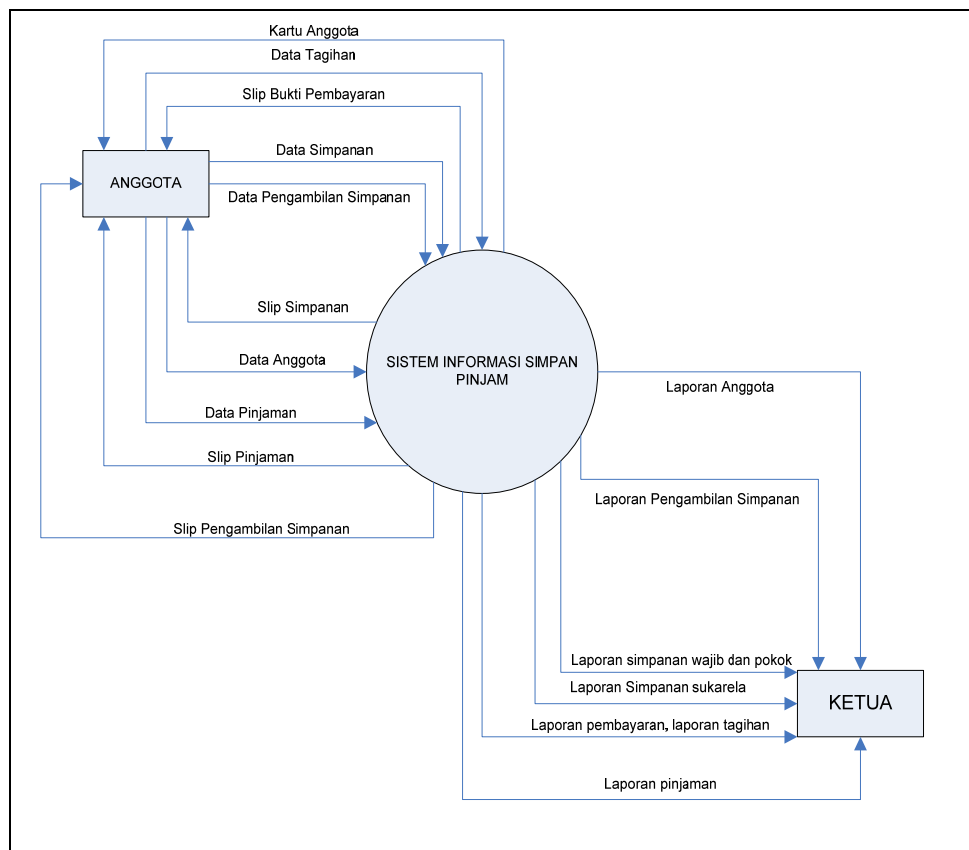 Kartu Anggota
Data Tagihan
Slip Bukti Pembayaran
Data Simpanan
ANGGOTA
Data Pengambilan Simpanan
Slip Simpanan
Data Anggota
SISTEM INFORMASI SIMPAN
PINJAM
Laporan Anggota
Data Pinjaman
Slip Pinjaman
Laporan Pengambilan Simpanan
Slip Pengambilan Simpanan
Laporan simpanan wajib dan pokok
Laporan Simpanan sukarela
KETUA
Laporan pembayaran, laporan tagihan
Laporan pinjaman